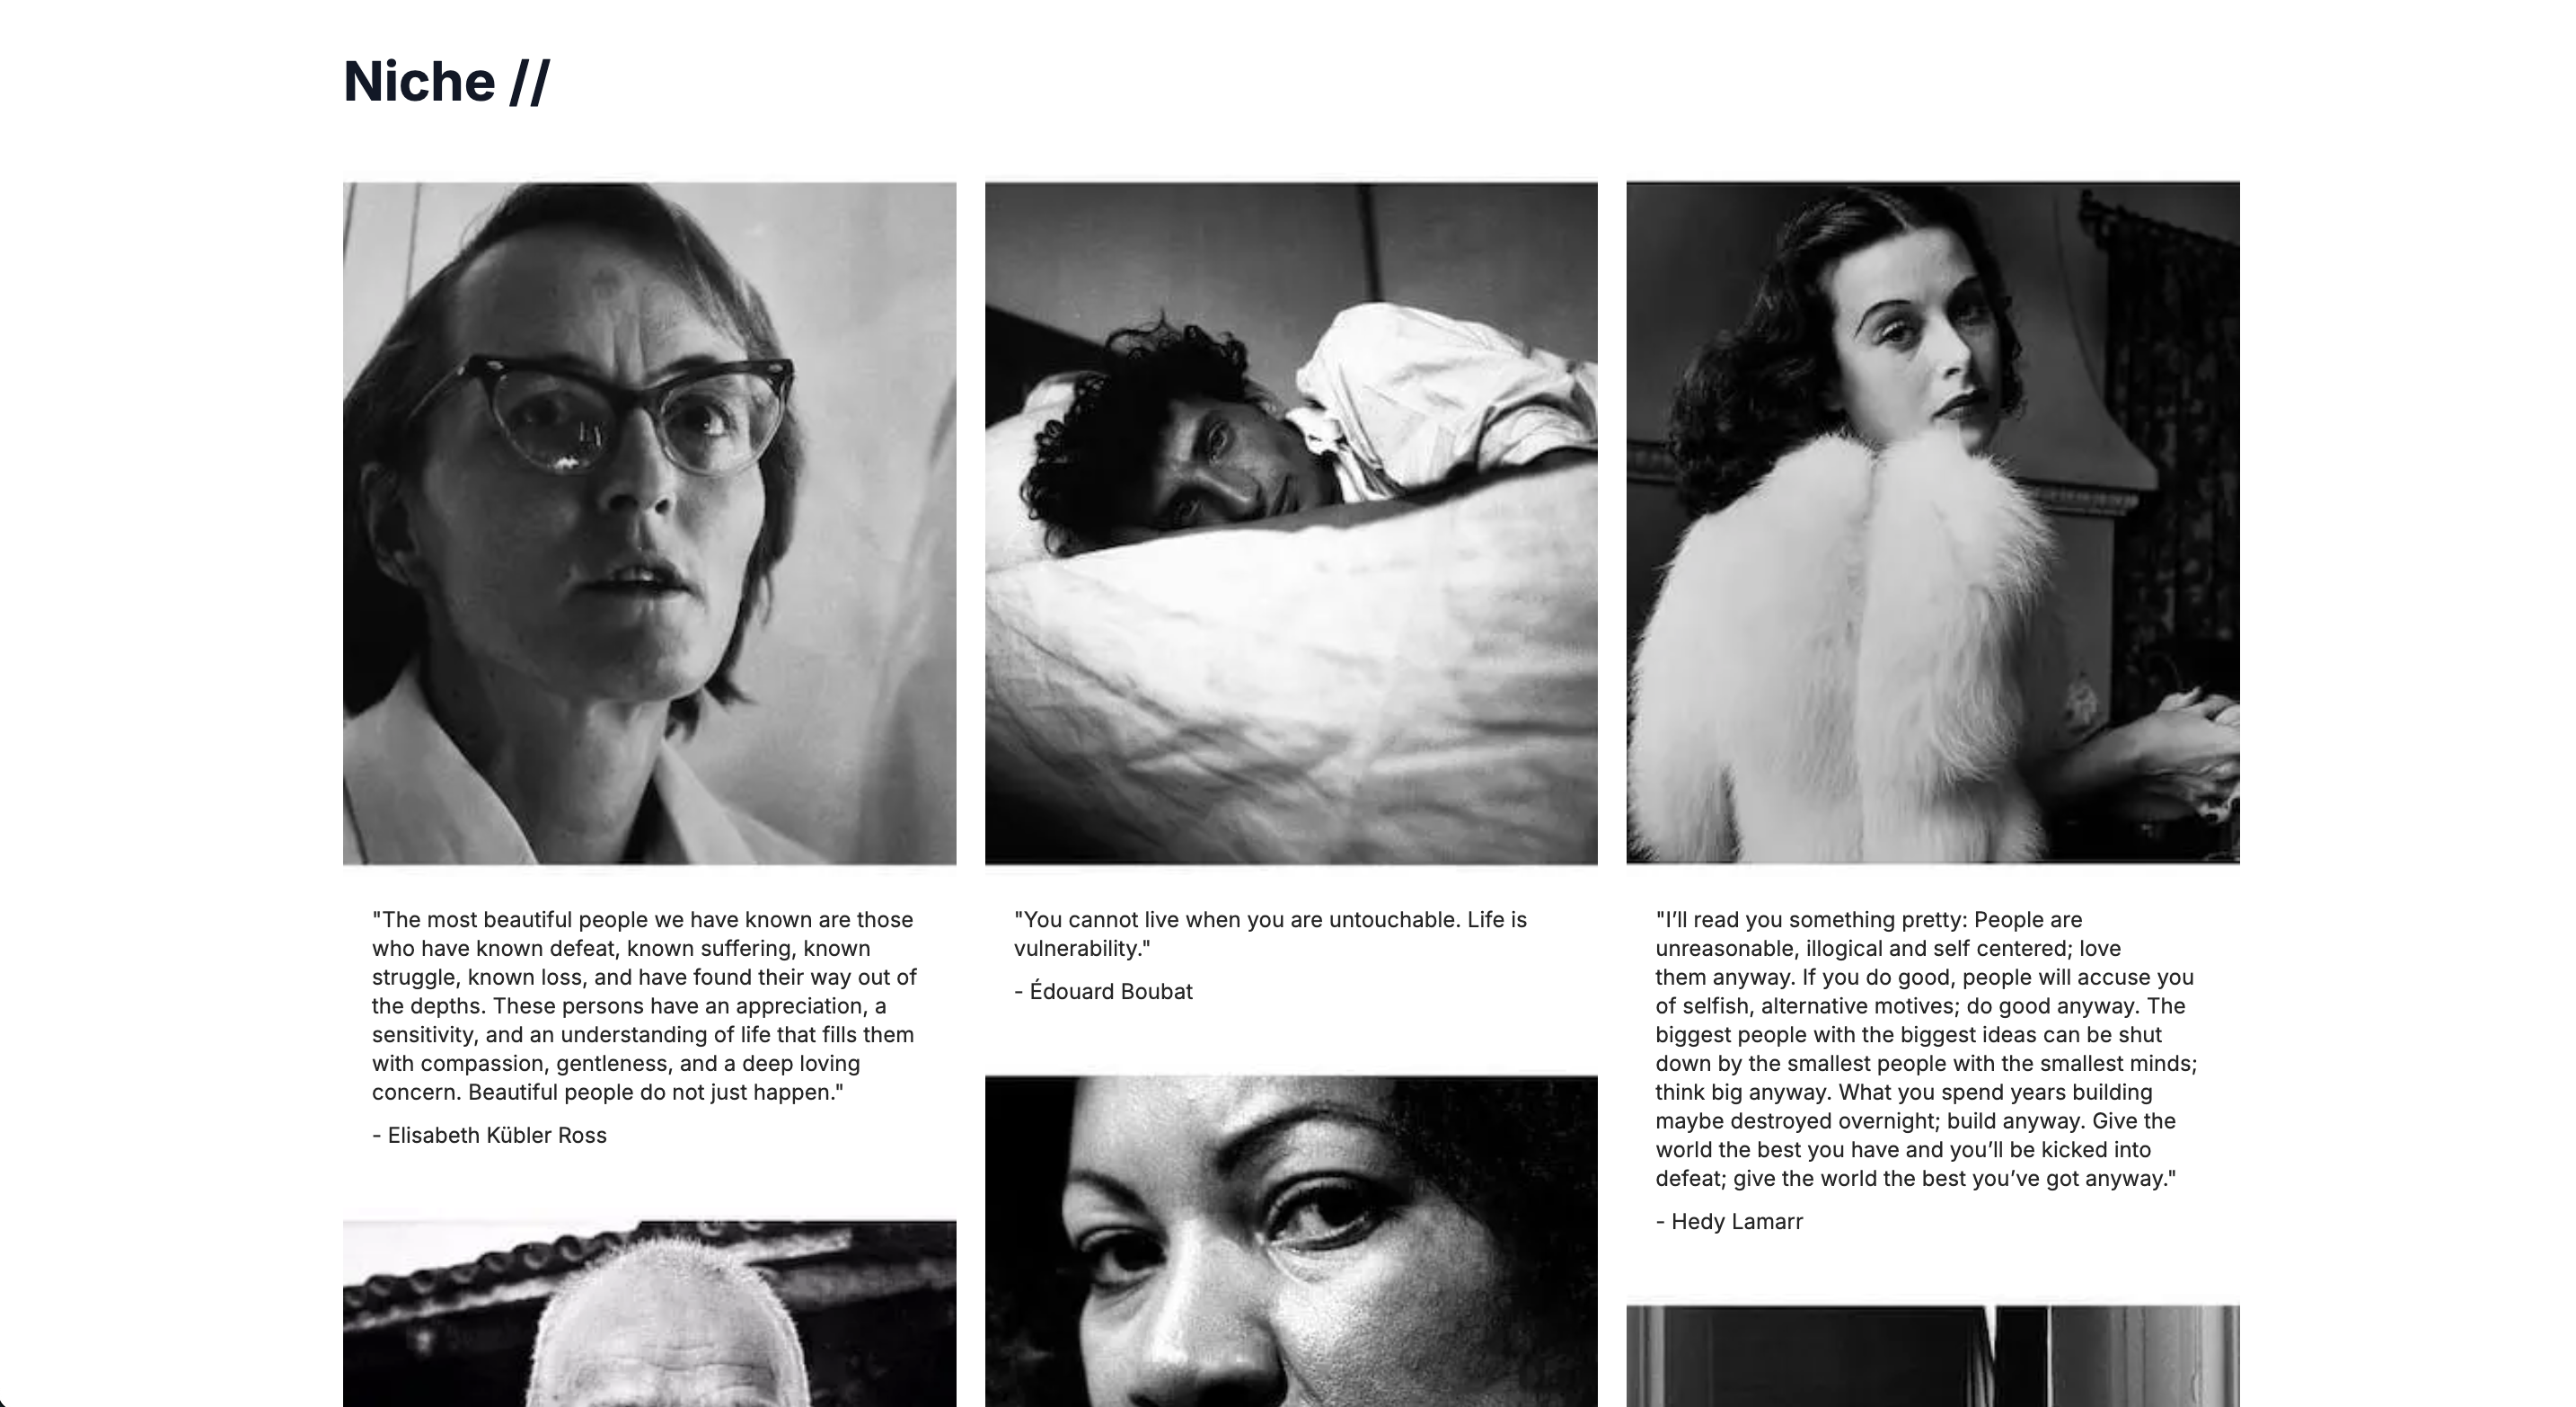 Niche //
"The most beautiful people we have known are those
who have known defeat, known suffering, known
struggle, known loss, and have found their way out of
the depths. These persons have an appreciation, a
sensitivity, and an understanding of life that fills them
with compassion, gentleness, and a deep loving
concern. Beautiful people do not just happen."
- Elisabeth Kübler Ross
"You cannot live when you are untouchable. Life is
vulnerability."
- Édouard Boubat
"I’ll read you something pretty: People are
unreasonable, illogical and self centered; love
them anyway. If you do good, people will accuse you
of selfish, alternative motives; do good anyway. The
biggest people with the biggest ideas can be shut
down by the smallest people with the smallest minds;
think big anyway. What you spend years building
maybe destroyed overnight; build anyway. Give the
world the best you have and you’ll be kicked into
defeat; give the world the best you’ve got anyway."
- Hedy Lamarr